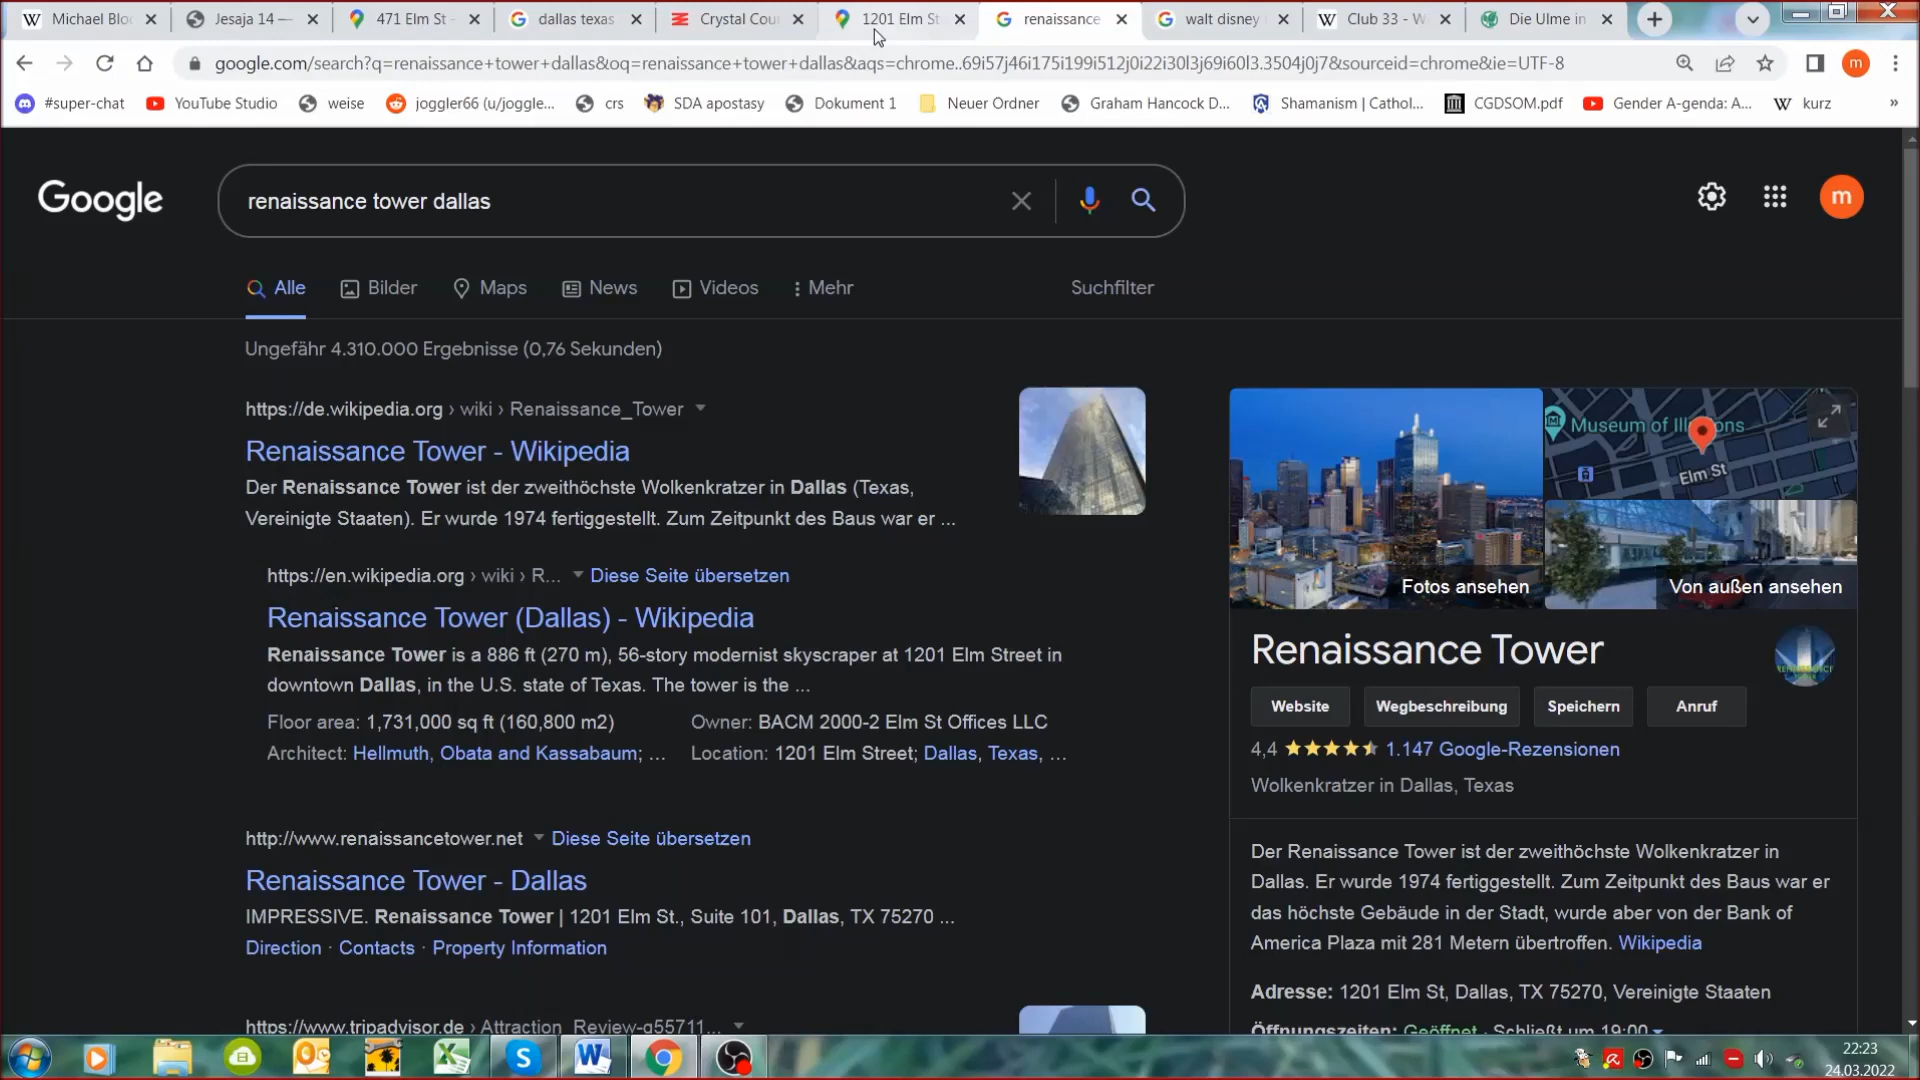 Michael Blo
Jesaja 14 —
471 Elm St -
dallas texas
Crystal Cou
1201 Elm St
renaissance
walt disney
Club 33 - W
Die Ulme in
google.com/search?q=renaissance+tower+dallas&oq=renaissance+tower+dallas&aqs=chrome..69i57j46i175i199i512j0i22i30l3j69i60l3.3504j0j7&sourceid=chrome&ie=UTF-8
m
#super-chat
YouTube Studio
weise
joggler66 (u/joggle...
crs
SDA apostasy
Dokument 1
Neuer Ordner
Graham Hancock D...
Shamanism | Cathol...
CGDSOM.pdf
Gender A-genda: A...
kurz
»
Google
renaissance tower dallas
m
Alle
Bilder
Maps
News
Videos
Mehr
Suchfilter
Ungefähr 4.310.000 Ergebnisse (0,76 Sekunden)
https://de.wikipedia.org › wiki › Renaissance_Tower
Renaissance Tower - Wikipedia
Der Renaissance Tower ist der zweithöchste Wolkenkratzer in Dallas (Texas,
Vereinigte Staaten). Er wurde 1974 fertiggestellt. Zum Zeitpunkt des Baus war er ...
https://en.wikipedia.org › wiki › R... Diese Seite übersetzen
Renaissance Tower (Dallas) - Wikipedia
Renaissance Tower is a 886 ft (270 m), 56-story modernist skyscraper at 1201 Elm Street in
downtown Dallas, in the U.S. state of Texas. The tower is the ...
Floor area: 1,731,000 sq ft (160,800 m2)
Owner: BACM 2000-2 Elm St Offices LLC
Architect: Hellmuth, Obata and Kassabaum; ...
Location: 1201 Elm Street; Dallas, Texas, ...
http://www.renaissancetower.net Diese Seite übersetzen
Renaissance Tower - Dallas
IMPRESSIVE. Renaissance Tower | 1201 Elm St., Suite 101, Dallas, TX 75270 ...
Direction · Contacts · Property Information
https://www.tripadvisor.de › Attraction_Review-g55711...
Museum of Ill ons
Elm St
Fotos ansehen
Von außen ansehen
Renaissance Tower
Website
Wegbeschreibung
Speichern
Anruf
4,4 1.147 Google-Rezensionen
Wolkenkratzer in Dallas, Texas
Der Renaissance Tower ist der zweithöchste Wolkenkratzer in
Dallas. Er wurde 1974 fertiggestellt. Zum Zeitpunkt des Baus war er
das höchste Gebäude in der Stadt, wurde aber von der Bank of
America Plaza mit 281 Metern übertroffen. Wikipedia
Adresse: 1201 Elm St, Dallas, TX 75270, Vereinigte Staaten
Öffnungszeiten: Geöffnet · Schließt um 19:00
22:23
24.03.2022